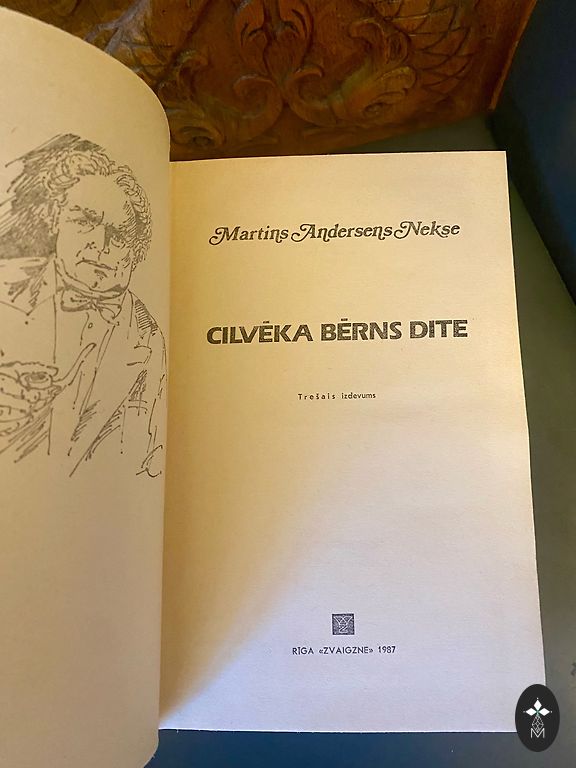 Martins Andersens Nekse
CILVĒKA BĒRNS DITE
Trešais izdevums
RĪGA «ZVAIGZNE» 1987
M